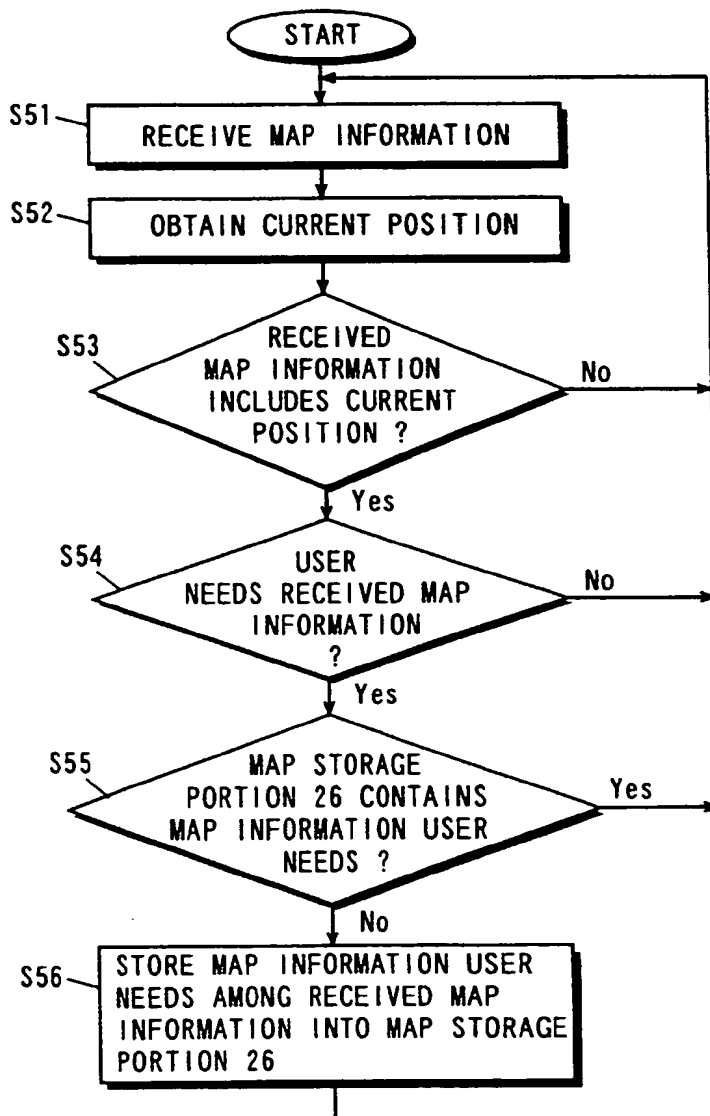 START
S51
RECEIVE MAP INFORMATION
S52
OBTAIN CURRENT POSITION
S53
RECEIVED
MAP INFORMATION
INCLUDES CURRENT
POSITION ?
No
Yes
S54
USER
NEEDS RECEIVED MAP
INFORMATION
?
No
Yes
S55
MAP STORAGE
PORTION 26 CONTAINS
MAP INFORMATION USER
NEEDS ?
Yes
No
S56
STORE MAP INFORMATION USER
NEEDS AMONG RECEIVED MAP
INFORMATION INTO MAP STORAGE
PORTION 26